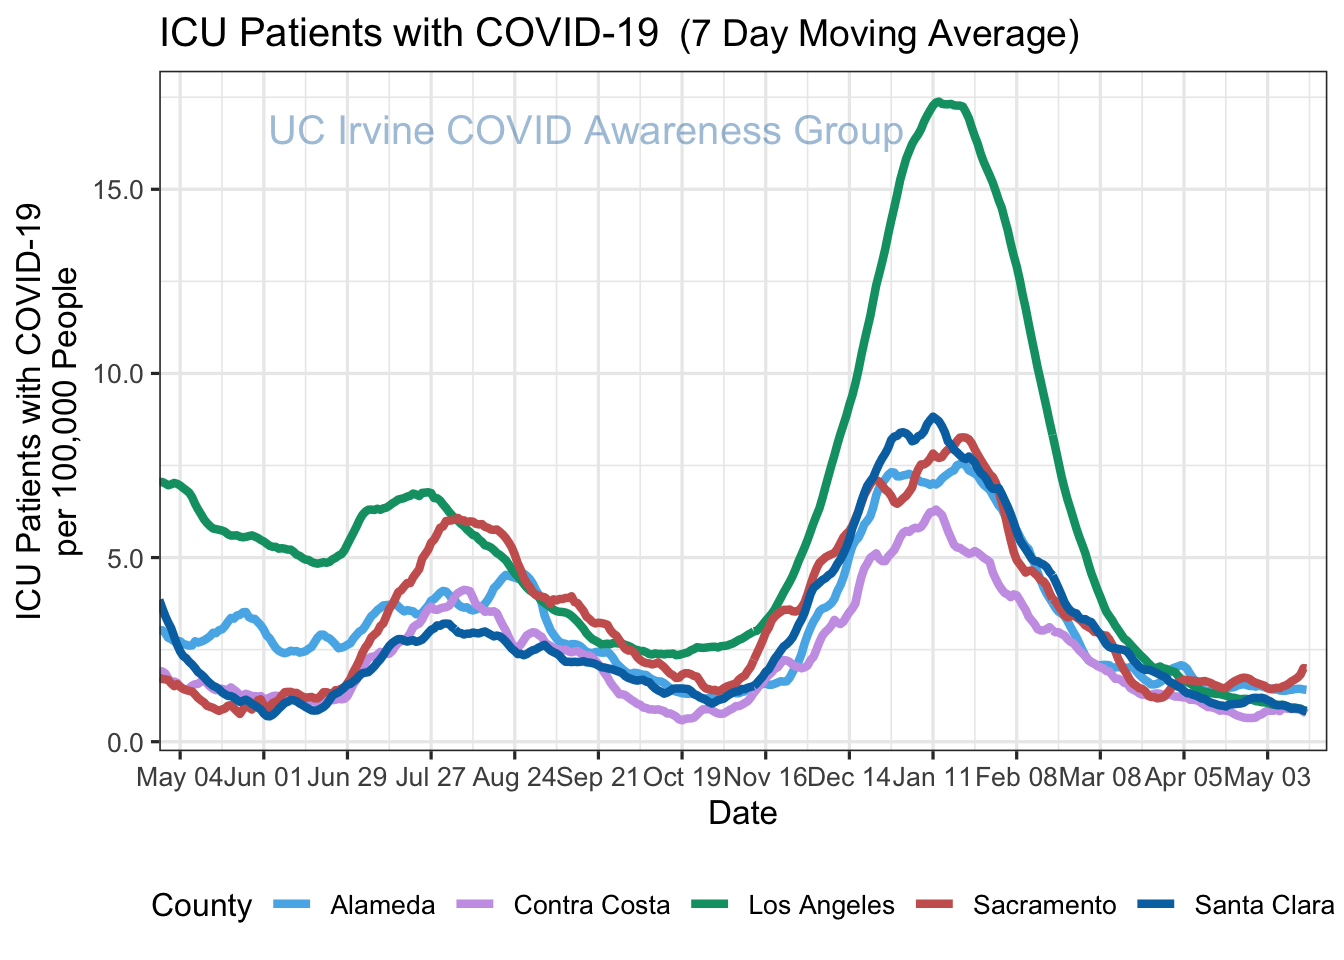 ICU Patients with COVID-19 (7 Day Moving Average)
UC Irvine COVID Awareness Group
ICU Patients with COVID-19
per 100,000 People
15.0
10.0
5.0
0.0
May 04 Jun 01 Jun 29 Jul 27 Aug 24 Sep 21 Oct 19 Nov 16 Dec 14 Jan 11 Feb 08 Mar 08 Apr 05 May 03
Date
County Alameda Contra Costa Los Angeles Sacramento Santa Clara